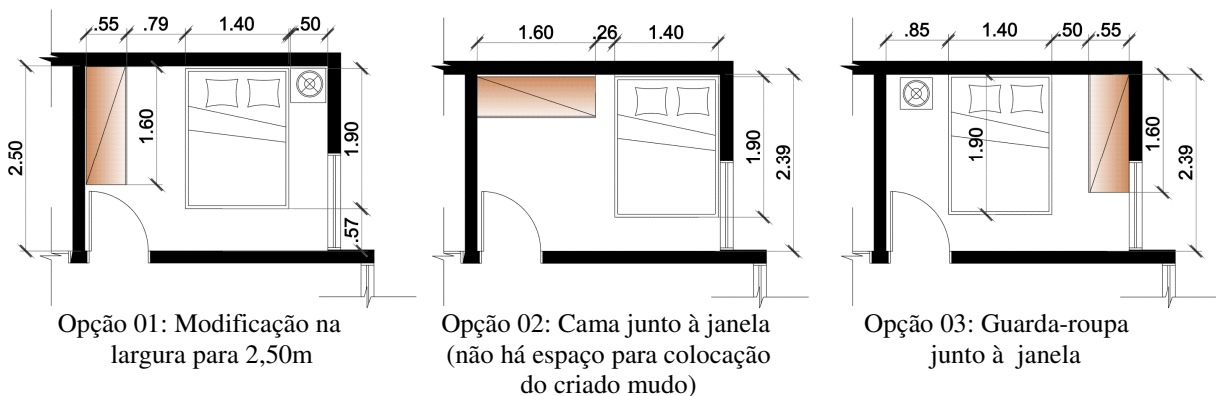 .55 .79 1.40 .50
2.50
1.60
1.90
.57
Opção 01: Modificação na
largura para 2,50m
1.60 .26 1.40
1.90
2.39
Opção 02: Cama junto à janela
(não há espaço para colocação
do criado mudo)
.85 1.40 .50 .55
1.90
1.60
2.39
Opção 03: Guarda-roupa
junto à janela